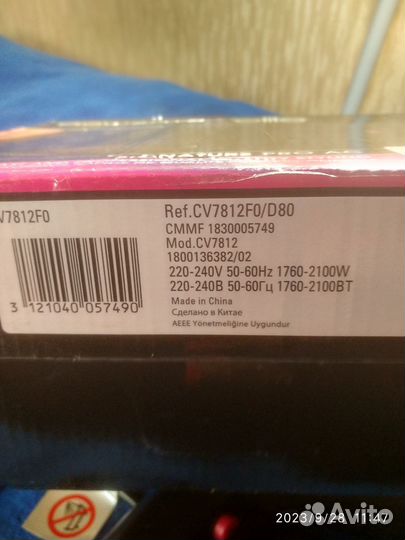 V7812F0
Ref.CV7812F0/D80
CMMF 1830005749
Mod.CV7812
1800136382/02
220-240V 50-60Hz 1760-2100W
220-240В 50-60Гц 1760-2100ВТ
Made in China
Сделано в Китае
AEEE Yönetmeliğine Uygundur
3 121040 057490
2023/9/28 11:47
Avito